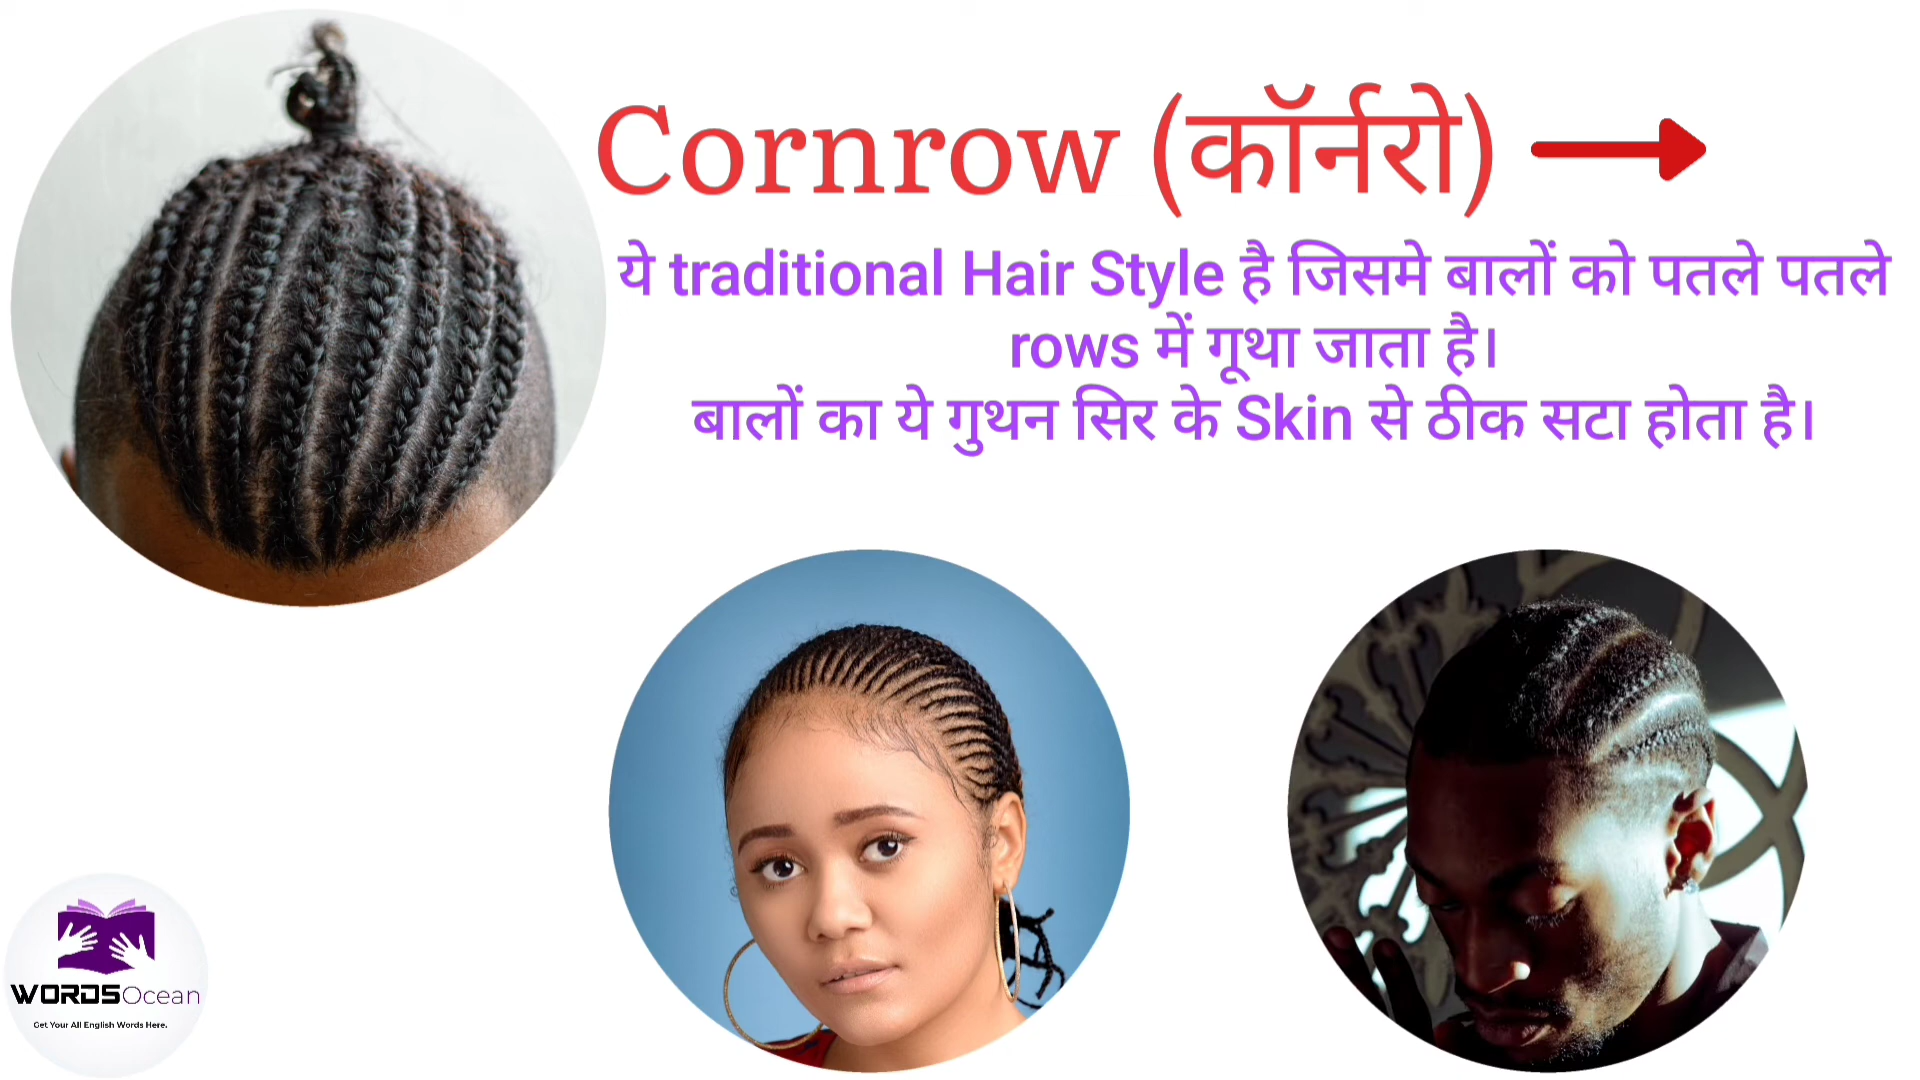 Cornrow (कॉर्नरो)
ये traditional Hair Style है जिसमे बालों को पतले पतले
rows में गूथा जाता है।
बालों का ये गुथन सिर के Skin से ठीक सटा होता है।
WORDSOcean
Get Your All English Words Here.